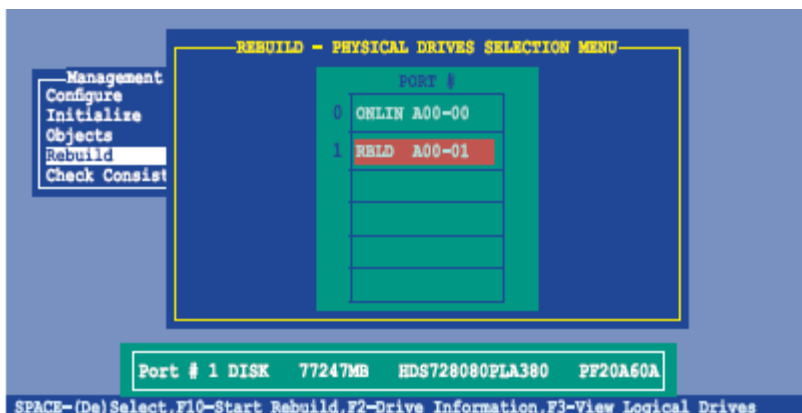 REBUILD - PHYSICAL DRIVES SELECTION MENU
Management
Configure
Initialize
Objects
Rebuild
Check Consist
PORT #
0 ONLIN A00-00
1 RBLD A00-01
Port # 1 DISK 77247MB HDS728080PLA380 PF20A60A
SPACE-(De)Select,F10-Start Rebuild,F2-Drive Information,F3-View Logical Drives